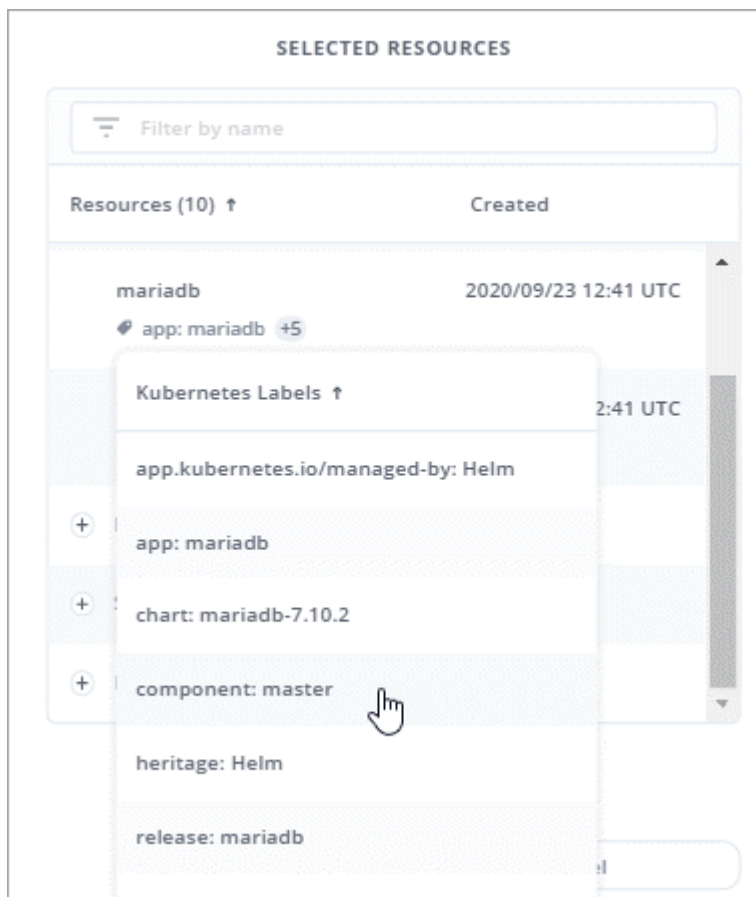 SELECTED RESOURCES
Filter by name
Resources (10) ↑ Created
mariadb 2020/09/23 12:41 UTC
app: mariadb +5
Kubernetes Labels ↑
2:41 UTC
app.kubernetes.io/managed-by: Helm
app: mariadb
chart: mariadb-7.10.2
component: master
heritage: Helm
release: mariadb